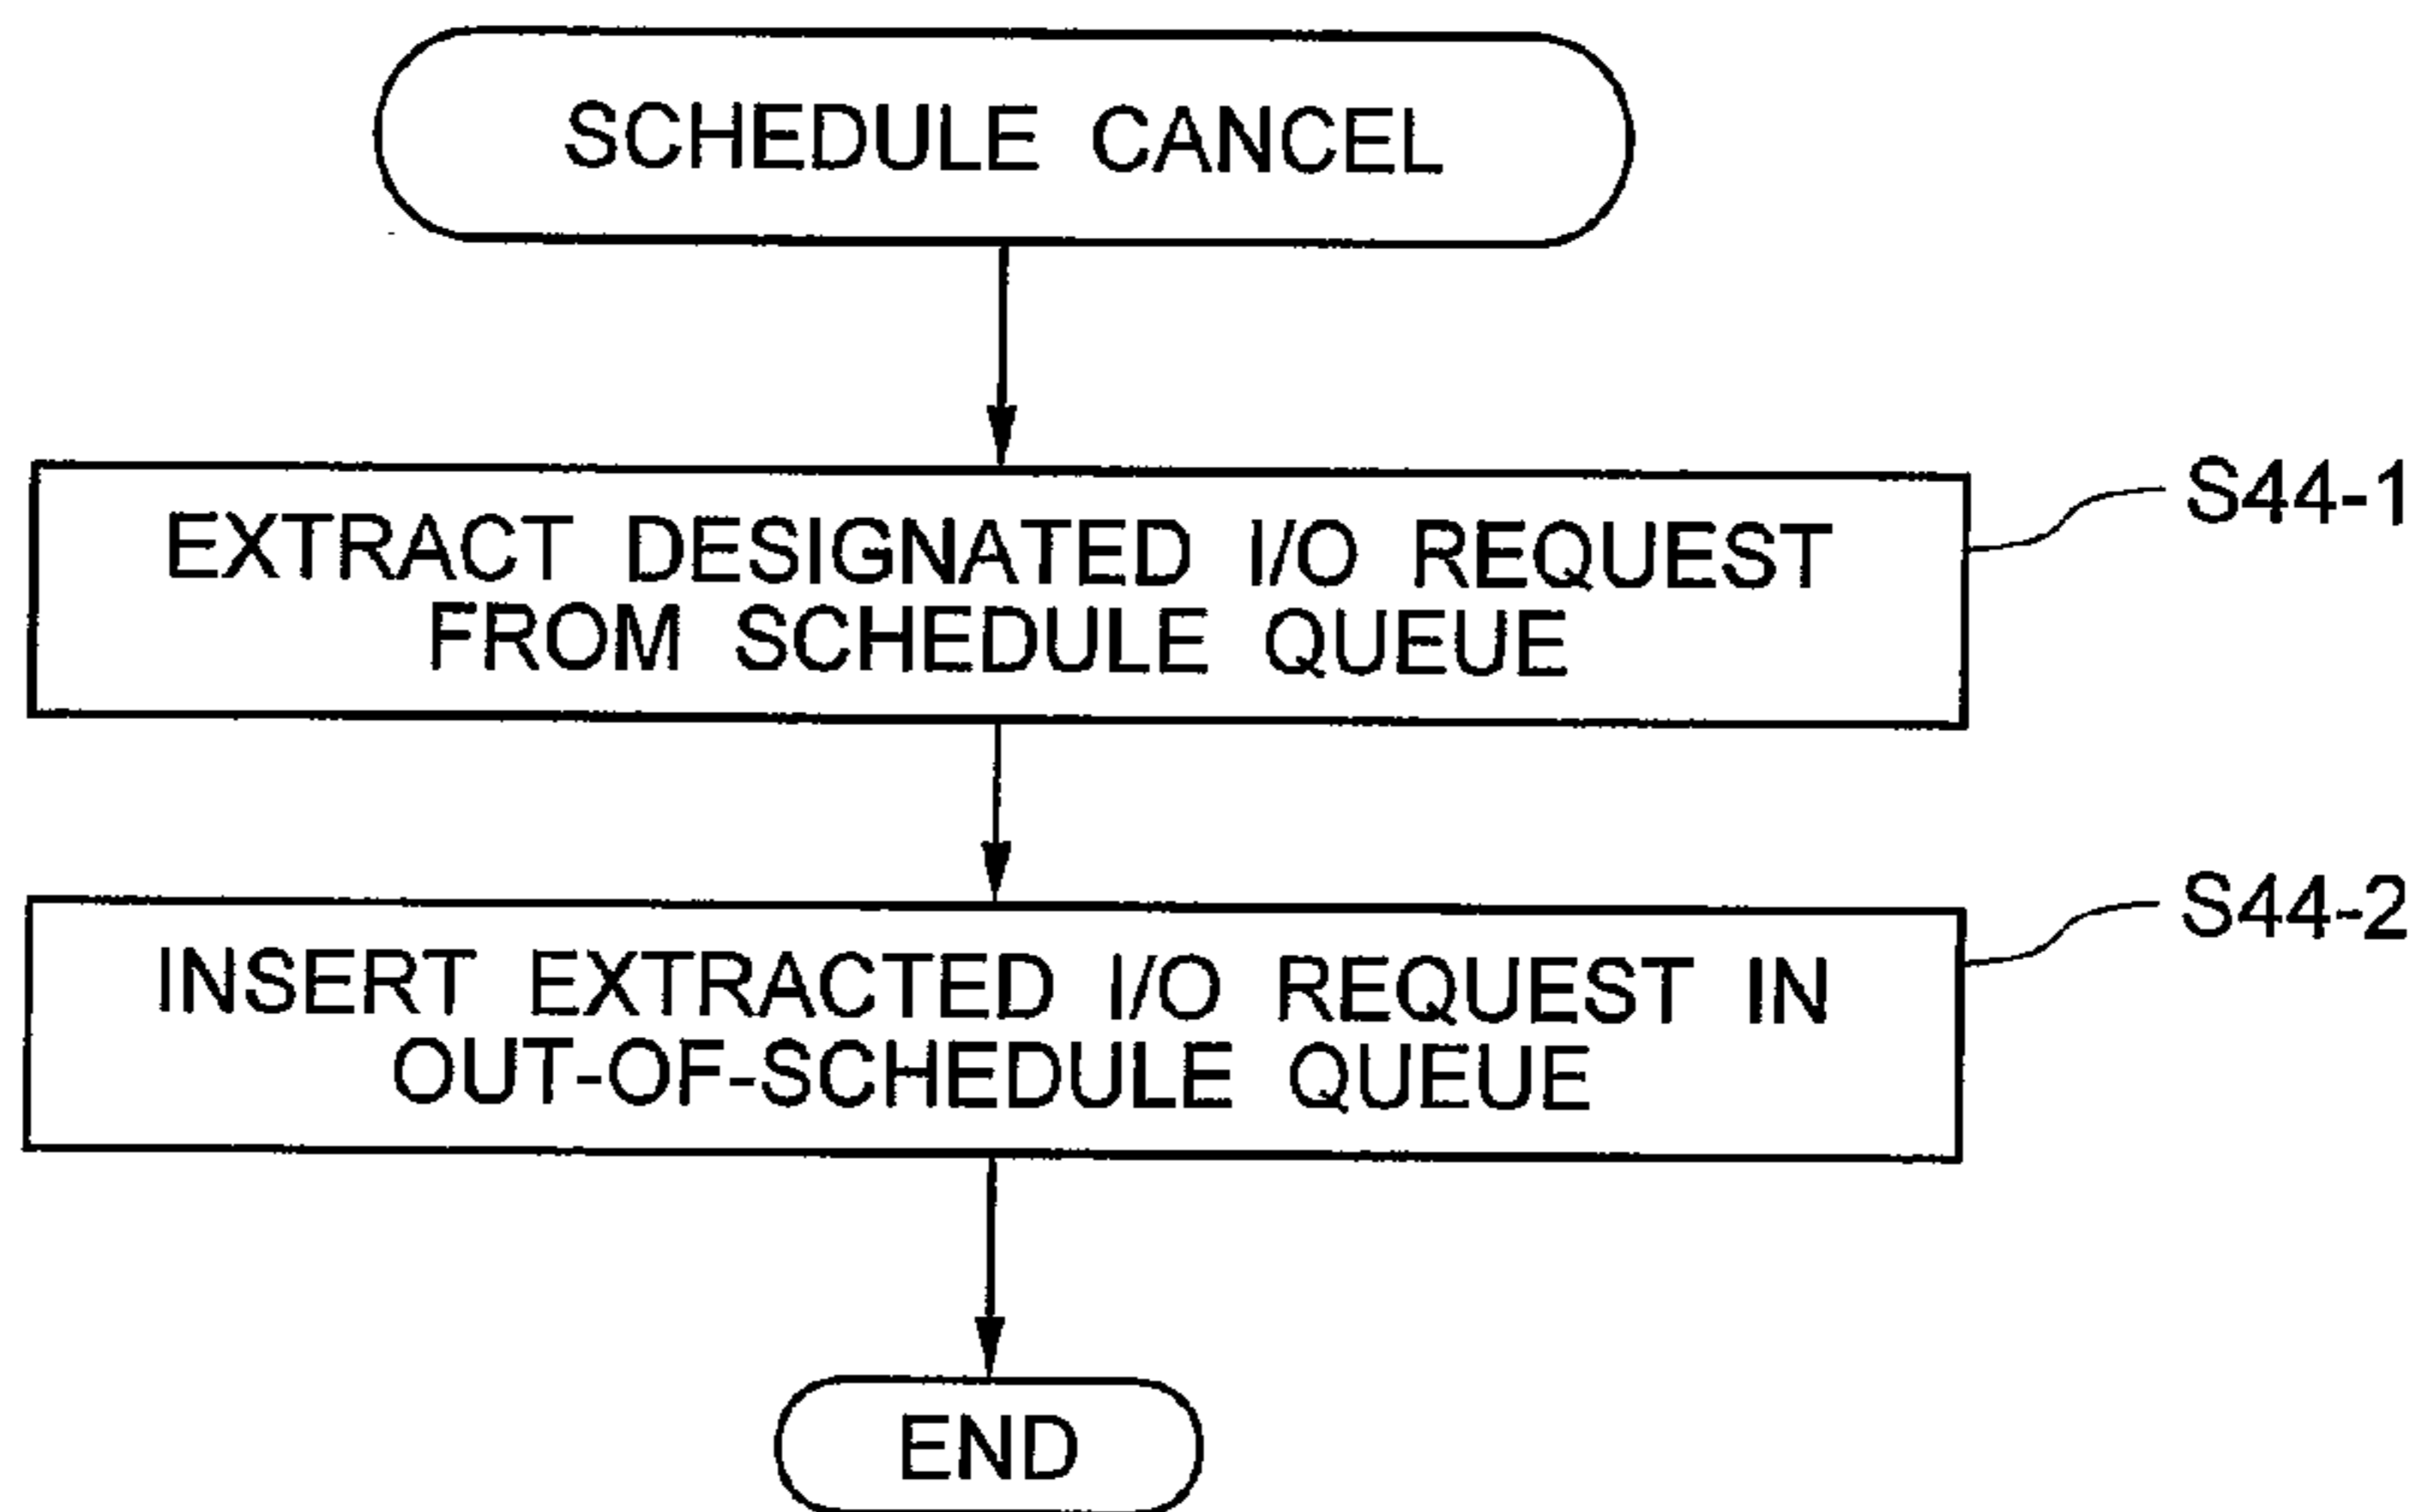 SCHEDULE CANCEL
EXTRACT DESIGNATED I/O REQUEST
FROM SCHEDULE QUEUE
S44-1
INSERT EXTRACTED I/O REQUEST IN
OUT-OF-SCHEDULE QUEUE
S44-2
END